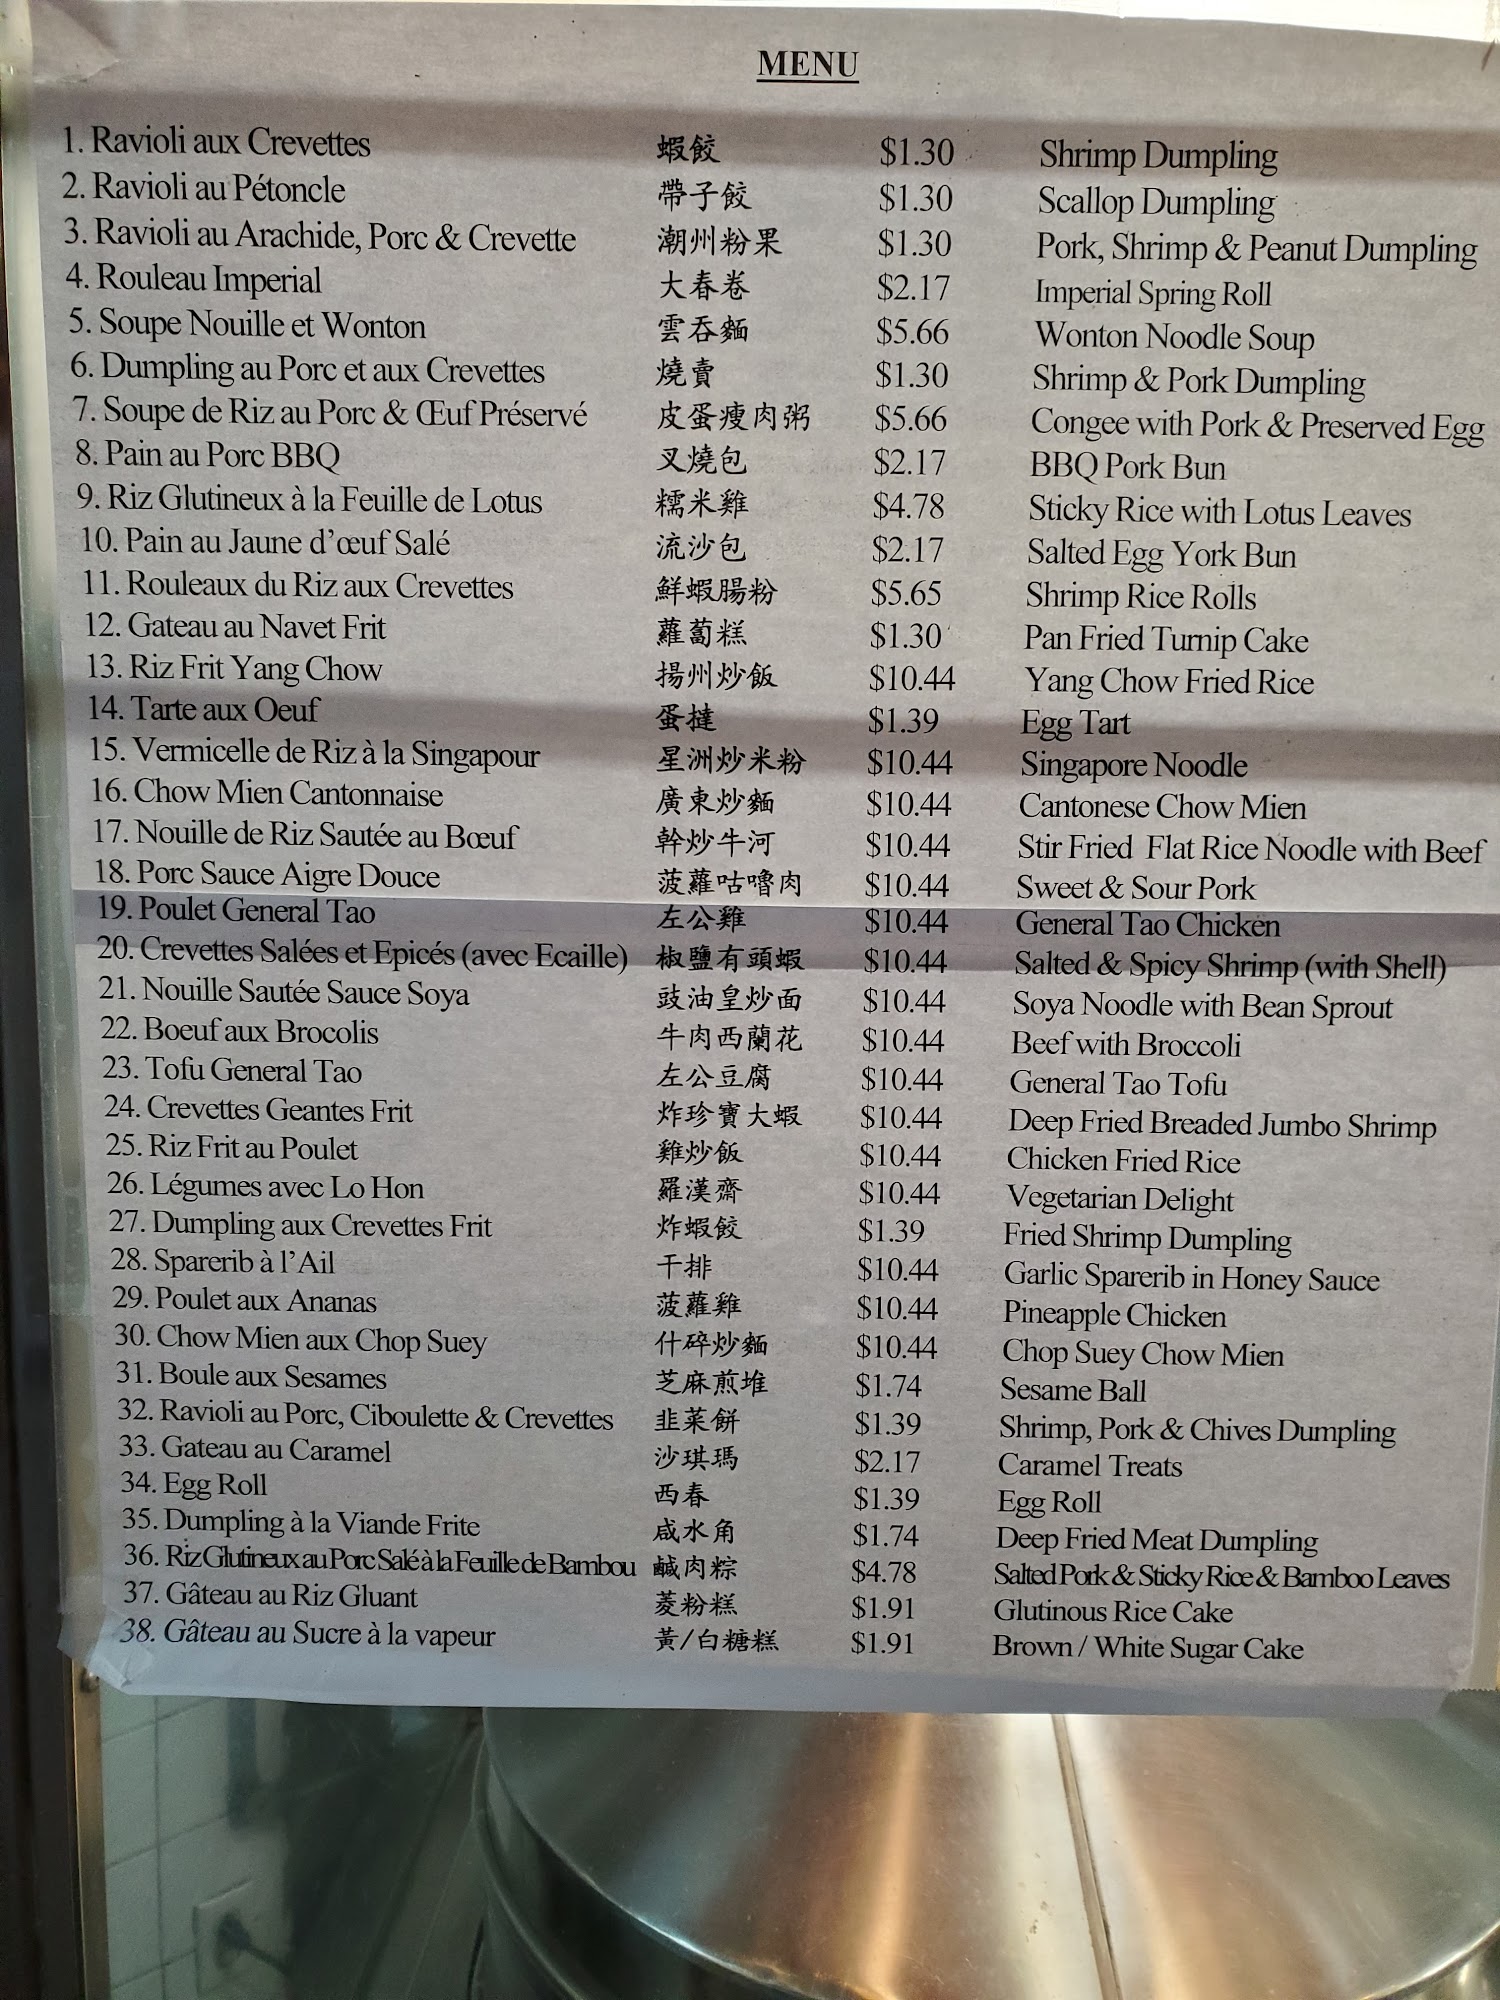 MENU
1. Ravioli aux Crevettes 蝦餃 $1.30 Shrimp Dumpling
2. Ravioli au Pétoncle 帶子餃 $1.30 Scallop Dumpling
3. Ravioli au Arachide, Porc & Crevette 潮州粉果 $1.30 Pork, Shrimp & Peanut Dumpling
4. Rouleau Imperial 大春卷 $2.17 Imperial Spring Roll
5. Soupe Nouille et Wonton 雲吞麵 $5.66 Wonton Noodle Soup
6. Dumpling au Porc et aux Crevettes 燒賣 $1.30 Shrimp & Pork Dumpling
7. Soupe de Riz au Porc & Œuf Préservé 皮蛋瘦肉粥 $5.66 Congee with Pork & Preserved Egg
8. Pain au Porc BBQ 叉燒包 $2.17 BBQ Pork Bun
9. Riz Glutineux à la Feuille de Lotus 糯米雞 $4.78 Sticky Rice with Lotus Leaves
10. Pain au Jaune d'œuf Salé 流沙包 $2.17 Salted Egg York Bun
11. Rouleaux du Riz aux Crevettes 鮮蝦腸粉 $5.65 Shrimp Rice Rolls
12. Gateau au Navet Frit 蘿蔔糕 $1.30 Pan Fried Turnip Cake
13. Riz Frit Yang Chow 揚州炒飯 $10.44 Yang Chow Fried Rice
14. Tarte aux Oeuf 蛋撻 $1.39 Egg Tart
15. Vermicelle de Riz à la Singapour 星洲炒米粉 $10.44 Singapore Noodle
16. Chow Mien Cantonnaise 廣東炒麵 $10.44 Cantonese Chow Mien
17. Nouille de Riz Sautée au Bœuf 幹炒牛河 $10.44 Stir Fried Flat Rice Noodle with Beef
18. Porc Sauce Aigre Douce 菠蘿咕嚕肉 $10.44 Sweet & Sour Pork
19. Poulet General Tao 左公雞 $10.44 General Tao Chicken
20. Crevettes Salées et Epicés (avec Ecaille) 椒鹽有頭蝦 $10.44 Salted & Spicy Shrimp (with Shell)
21. Nouille Sautée Sauce Soya 豉油皇炒面 $10.44 Soya Noodle with Bean Sprout
22. Boeuf aux Brocolis 牛肉西蘭花 $10.44 Beef with Broccoli
23. Tofu General Tao 左公豆腐 $10.44 General Tao Tofu
24. Crevettes Geantes Frit 炸珍寶大蝦 $10.44 Deep Fried Breaded Jumbo Shrimp
25. Riz Frit au Poulet 雞炒飯 $10.44 Chicken Fried Rice
26. Légumes avec Lo Hon 羅漢齋 $10.44 Vegetarian Delight
27. Dumpling aux Crevettes Frit 炸蝦餃 $1.39 Fried Shrimp Dumpling
28. Sparerib à l'Ail 干排 $10.44 Garlic Sparerib in Honey Sauce
29. Poulet aux Ananas 菠蘿雞 $10.44 Pineapple Chicken
30. Chow Mien aux Chop Suey 什碎炒麵 $10.44 Chop Suey Chow Mien
31. Boule aux Sesames 芝麻煎堆 $1.74 Sesame Ball
32. Ravioli au Porc, Ciboulette & Crevettes 韭菜餅 $1.39 Shrimp, Pork & Chives Dumpling
33. Gateau au Caramel 沙琪瑪 $2.17 Caramel Treats
34. Egg Roll 西春 $1.39 Egg Roll
35. Dumpling à la Viande Frite 咸水角 $1.74 Deep Fried Meat Dumpling
36. Riz Glutineux au Porc Salé à la Feuille de Bambou 鹹肉粽 $4.78 Salted Pork & Sticky Rice & Bamboo Leaves
37. Gâteau au Riz Gluant 菱粉糕 $1.91 Glutinous Rice Cake
38. Gâteau au Sucre à la vapeur 黃/白糖糕 $1.91 Brown / White Sugar Cake